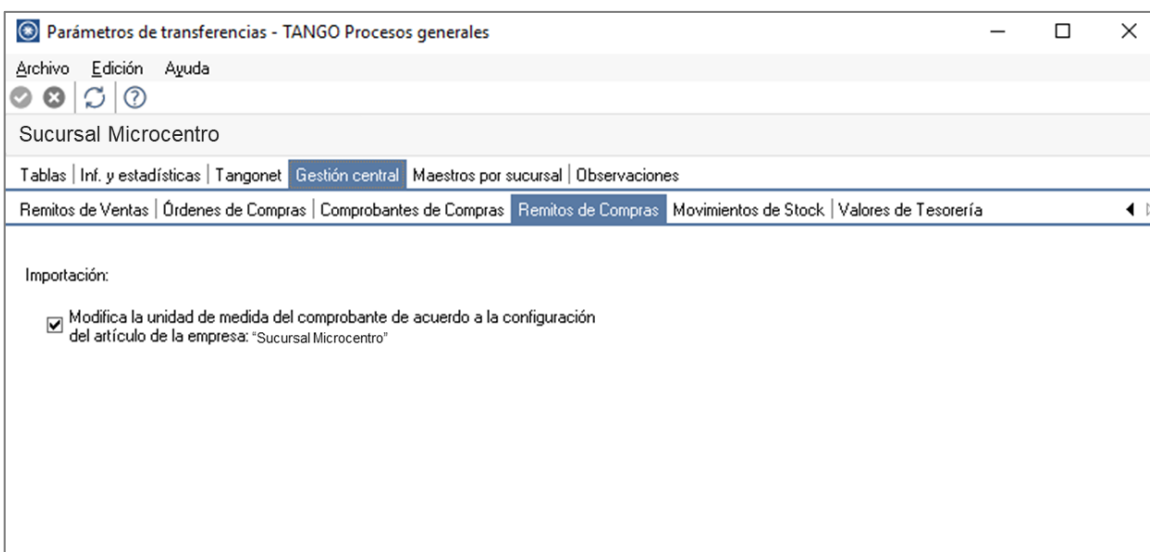 Parámetros de transferencias - TANGO Procesos generales
Archivo Edición Ayuda
Sucursal Microcentro
Tablas | Inf. y estadísticas | Tangonet Gestión central Maestros por sucursal | Observaciones
Remitos de Ventas | Órdenes de Compras | Comprobantes de Compras Remitos de Compras Movimientos de Stock | Valores de Tesorería
Importación:
Modifica la unidad de medida del comprobante de acuerdo a la configuración
del artículo de la empresa: “Sucursal Microcentro”